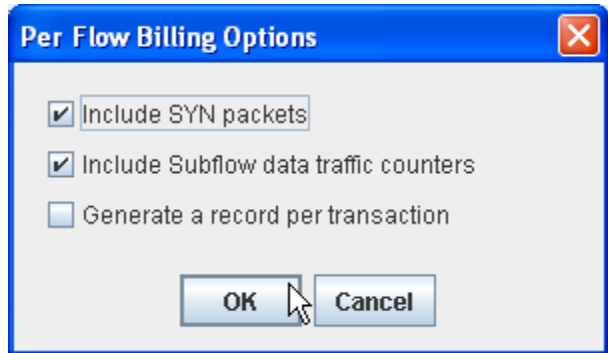 Per Flow Billing Options
Include SYN packets
Include Subflow data traffic counters
Generate a record per transaction
OK Cancel